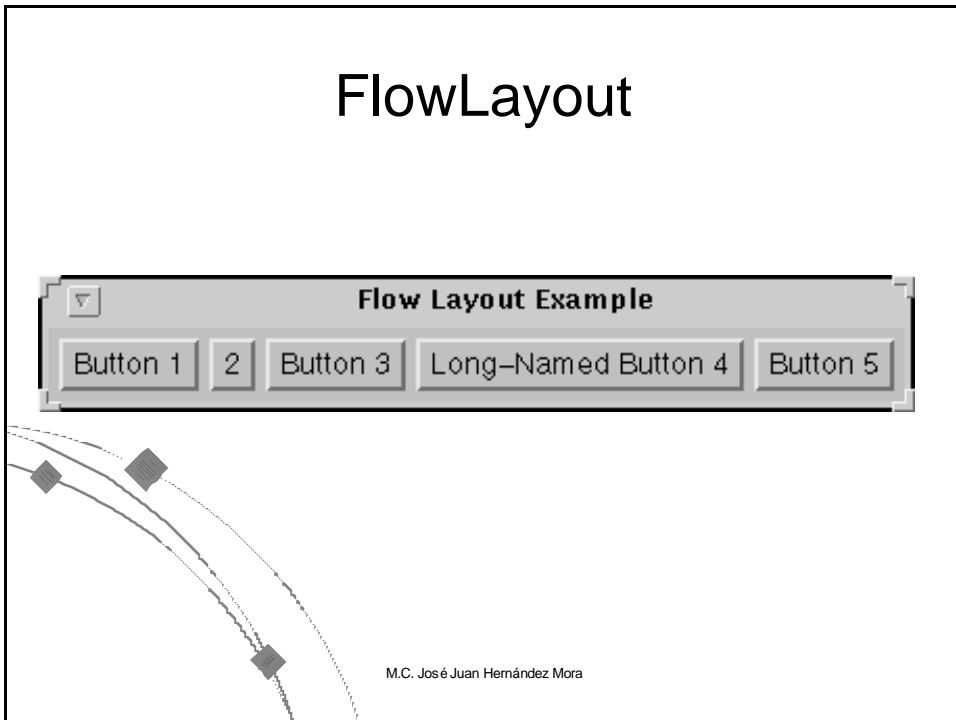 FlowLayout
Flow Layout Example
Button 1 2 Button 3 Long-Named Button 4 Button 5
M.C. José Juan Hernández Mora